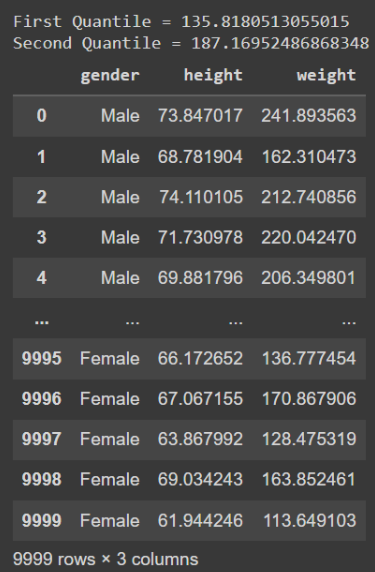 First Quantile = 135.8180513055015
Second Quantile = 187.16952486868348
gender height weight
0 Male 73.847017 241.893563
1 Male 68.781904 162.310473
2 Male 74.110105 212.740856
3 Male 71.730978 220.042470
4 Male 69.881796 206.349801
... ... ... ...
9995 Female 66.172652 136.777454
9996 Female 67.067155 170.867906
9997 Female 63.867992 128.475319
9998 Female 69.034243 163.852461
9999 Female 61.944246 113.649103
9999 rows × 3 columns